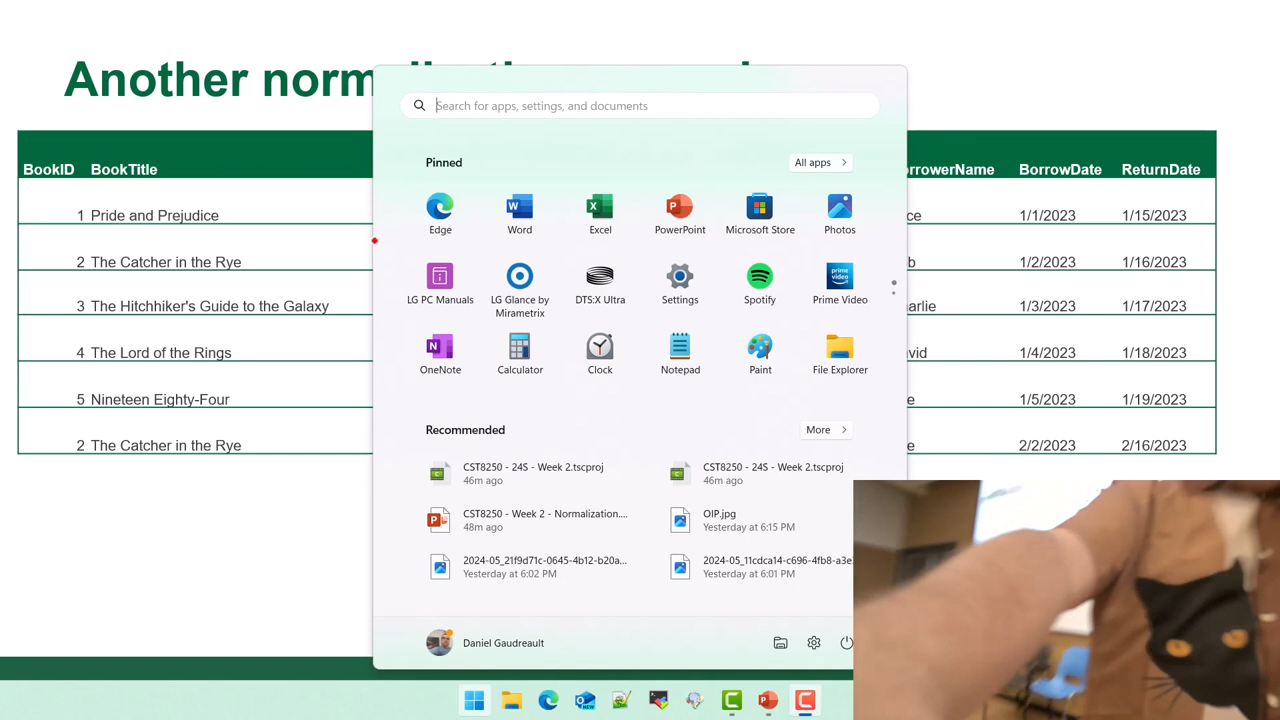 Another norm
BookID BookTitle
rrowerName BorrowDate ReturnDate
1 Pride and Prejudice
ce 1/1/2023 1/15/2023
2 The Catcher in the Rye
b 1/2/2023 1/16/2023
3 The Hitchhiker's Guide to the Galaxy
arlie 1/3/2023 1/17/2023
4 The Lord of the Rings
vid 1/4/2023 1/18/2023
5 Nineteen Eighty-Four
e 1/5/2023 1/19/2023
2 The Catcher in the Rye
e 2/2/2023 2/16/2023
Search for apps, settings, and documents
Pinned All apps
Edge Word Excel PowerPoint Microsoft Store Photos
LG PC Manuals LG Glance by DTS:X Ultra Settings Spotify Prime Video
Mirametrix
OneNote Calculator Clock Notepad Paint File Explorer
Recommended More
CST8250 - 24S - Week 2.tscproj
46m ago
CST8250 - 24S - Week 2.tscproj
46m ago
CST8250 - Week 2 - Normalization....
48m ago
OIP.jpg
Yesterday at 6:15 PM
2024-05_21f9d71c-0645-4b12-b20a...
Yesterday at 6:02 PM
2024-05_11cdca14-c696-4fb8-a3e
Yesterday at 6:01 PM
Daniel Gaudreault